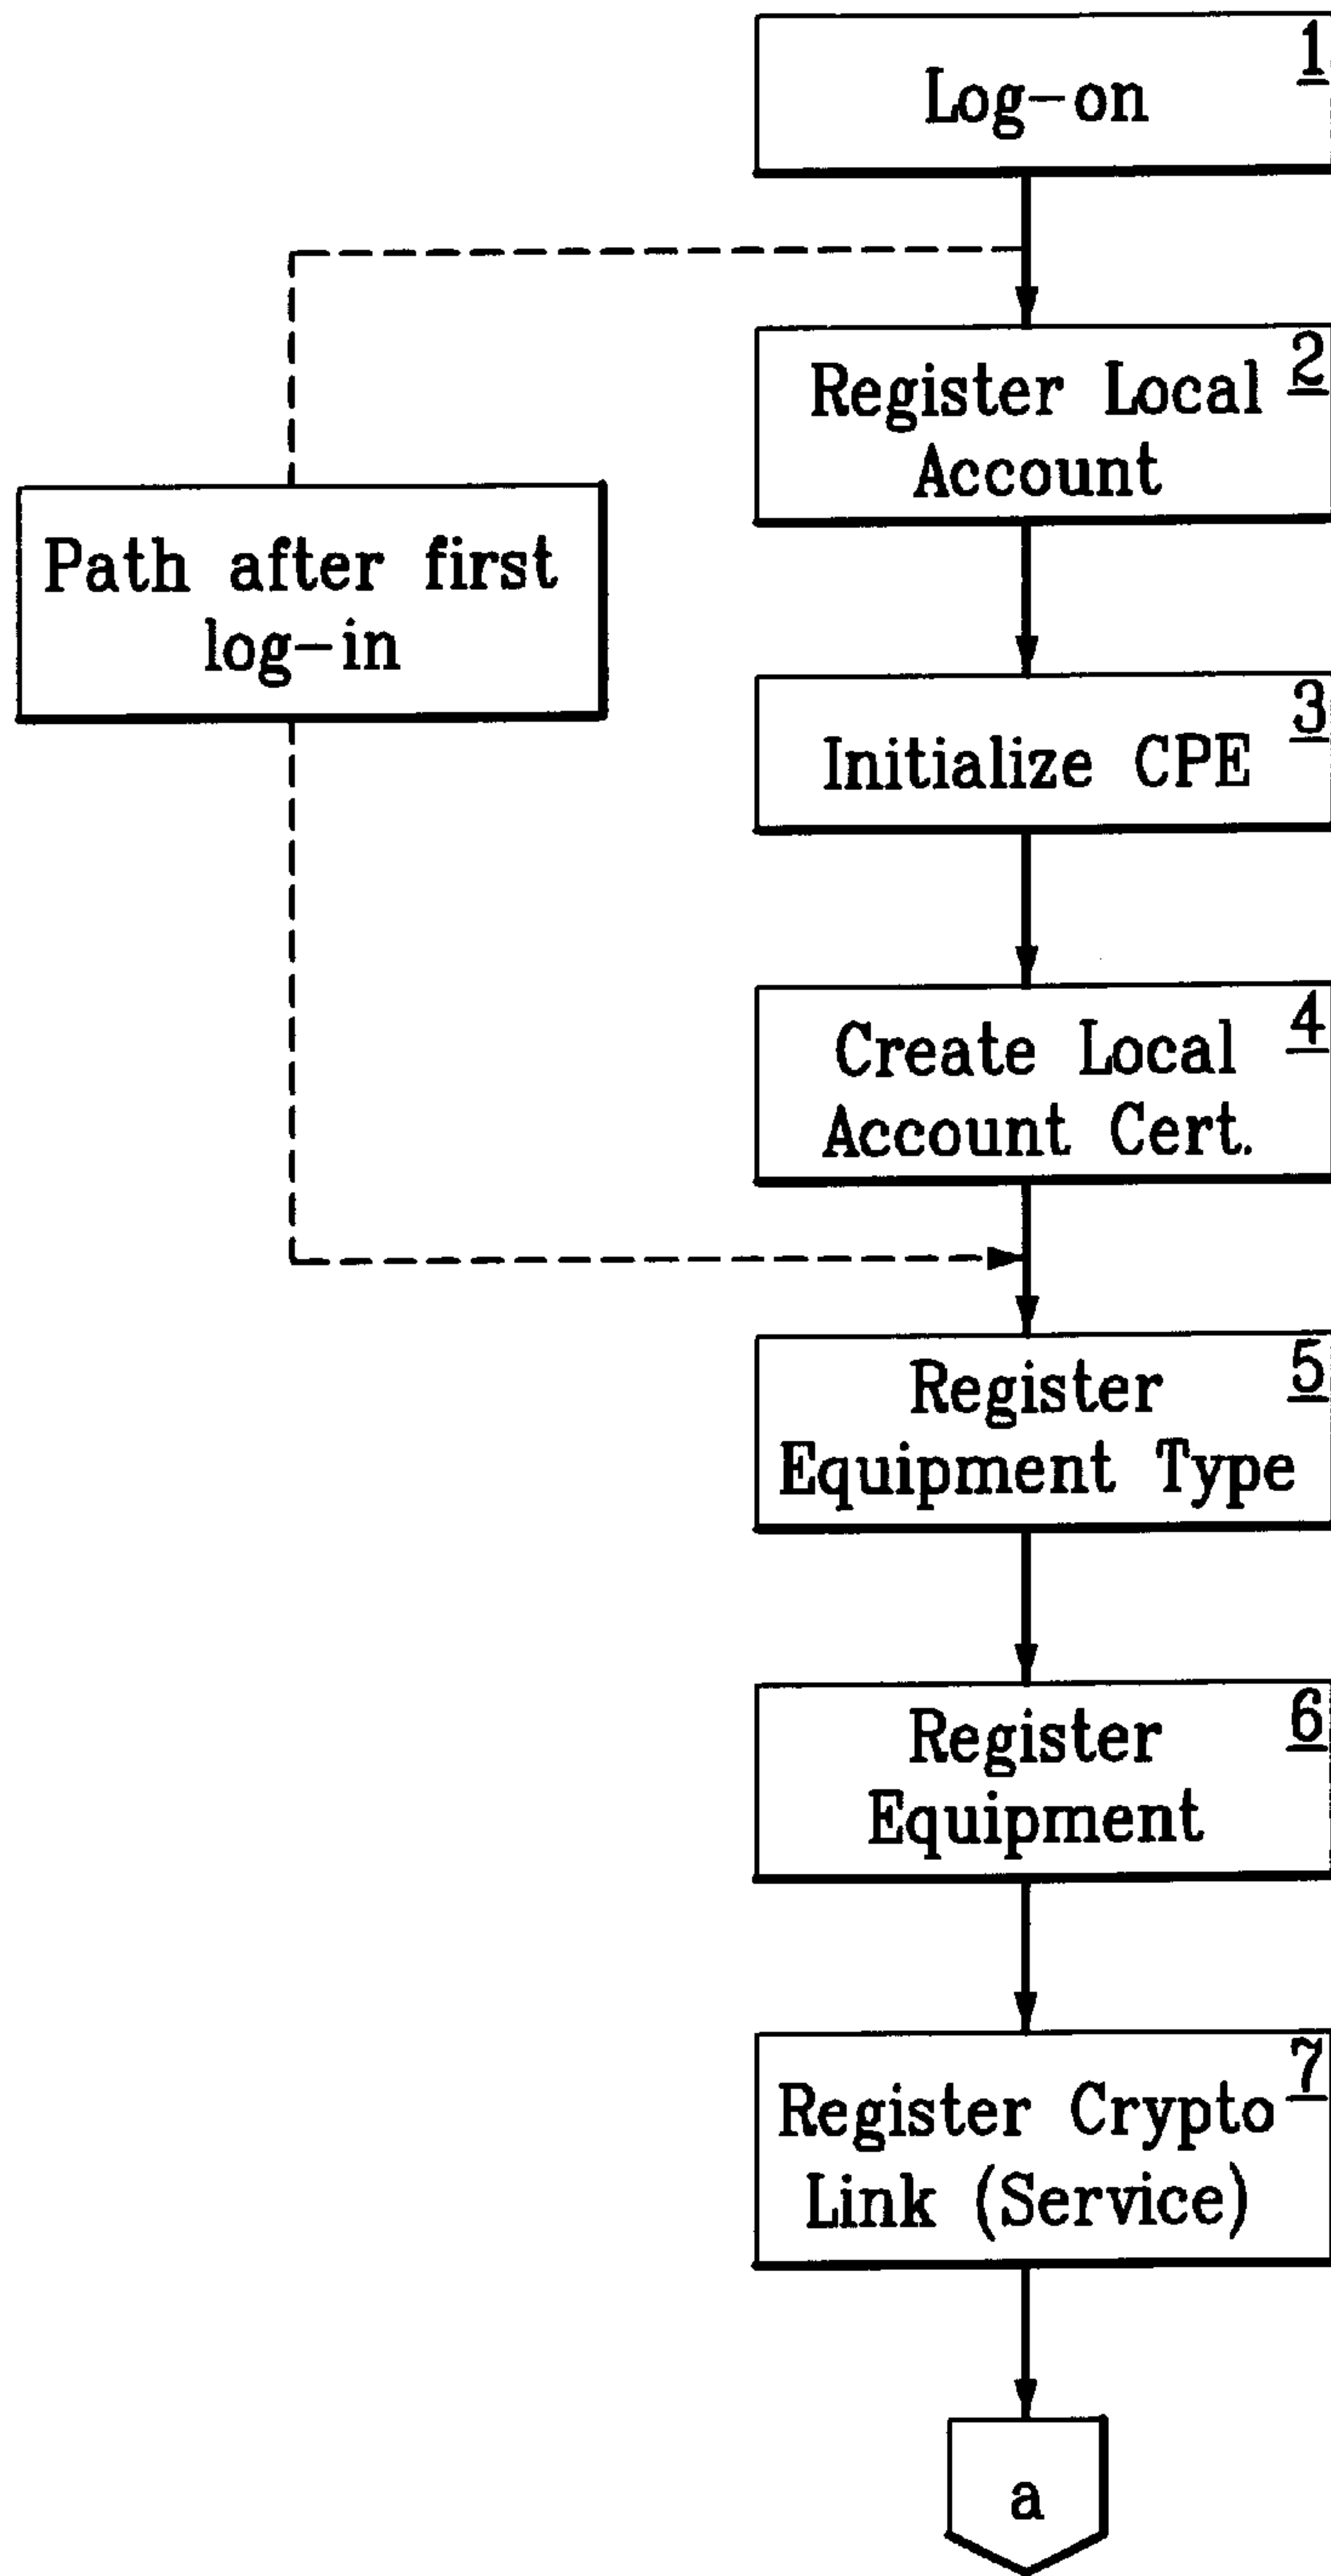 1
Log-on
2
Register Local
Account
Path after first
log-in
3
Initialize CPE
4
Create Local
Account Cert.
5
Register
Equipment Type
6
Register
Equipment
7
Register Crypto
Link (Service)
a